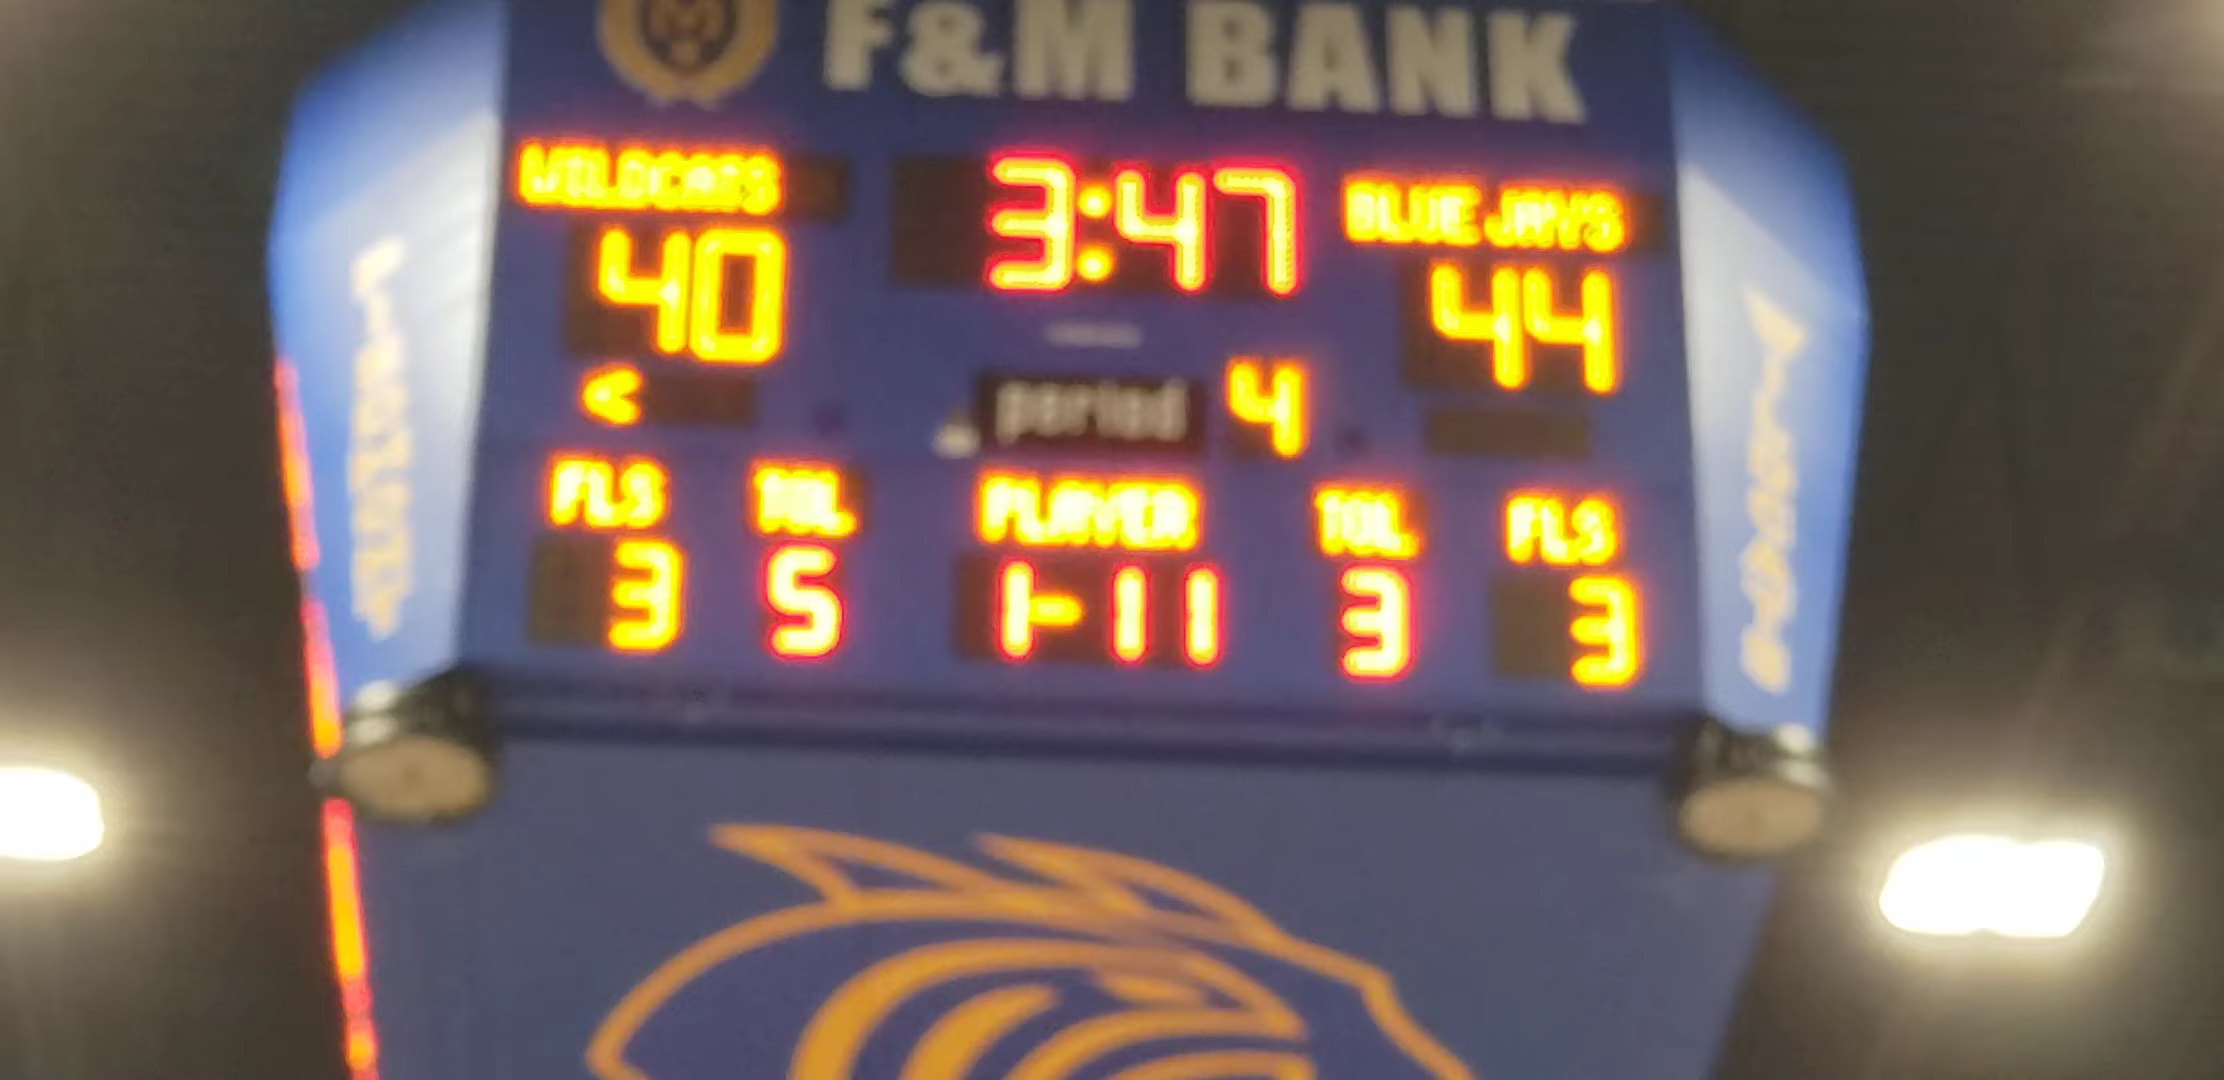 F&M BANK
WILDCATS 3:47 BLUE JAYS
40 44
< period 4
FLS TOL PLAYER TOL FLS
3 5 1-11 3 3